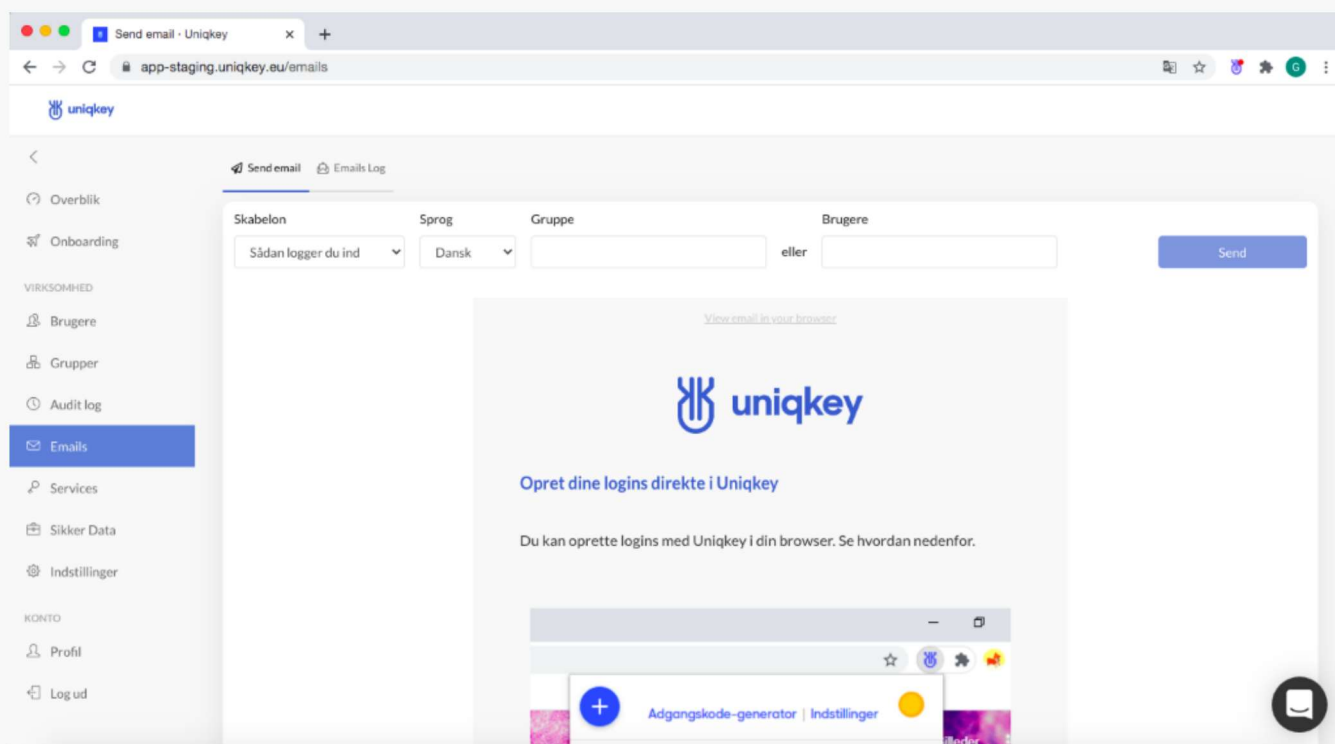 Send email · Uniqkey
app-staging.uniqkey.eu/emails
G
uniqkey
Send email Emails Log
Overblik
Onboarding
VIRKSOMHED
Brugere
Grupper
Audit log
Emails
Services
Sikker Data
Indstillinger
KONTO
Profil
Log ud
Skabelon Sprog Gruppe Brugere
Sådan logger du ind Dansk eller Send
View email in your browser
uniqkey
Opret dine logins direkte i Uniqkey
Du kan oprette logins med Uniqkey i din browser. Se hvordan nedenfor.
Adgangskode-generator | Indstillinger